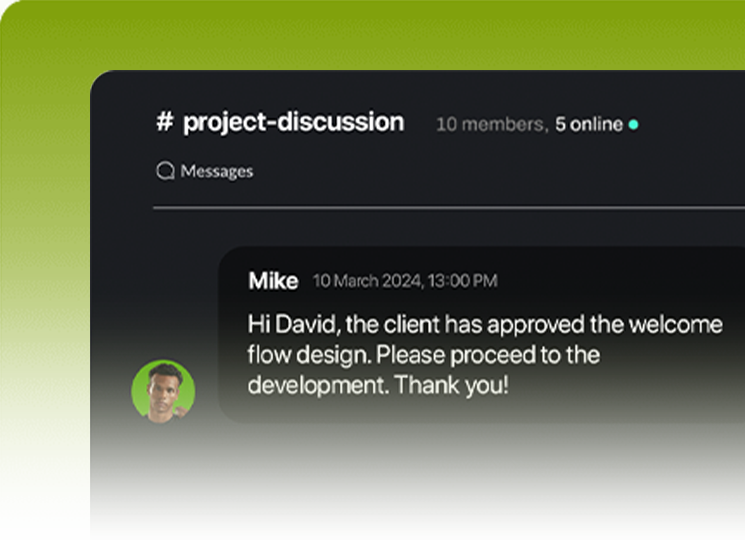 # project-discussion 10 members, 5 online
Messages
Mike 10 March 2024, 13:00 PM
Hi David, the client has approved the welcome
flow design. Please proceed to the
development. Thank you!